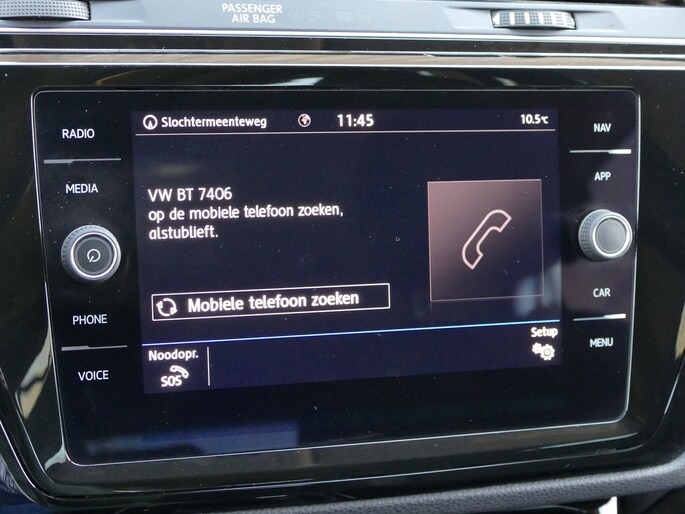 PASSENGER
AIR BAG
RADIO
MEDIA
PHONE
VOICE
Slochtermeenteweg 11:45 10.5°C
VW BT 7406
op de mobiele telefoon zoeken,
alstublieft.
Mobiele telefoon zoeken
Noodopr.
SOS
Setup
NAV
APP
CAR
MENU